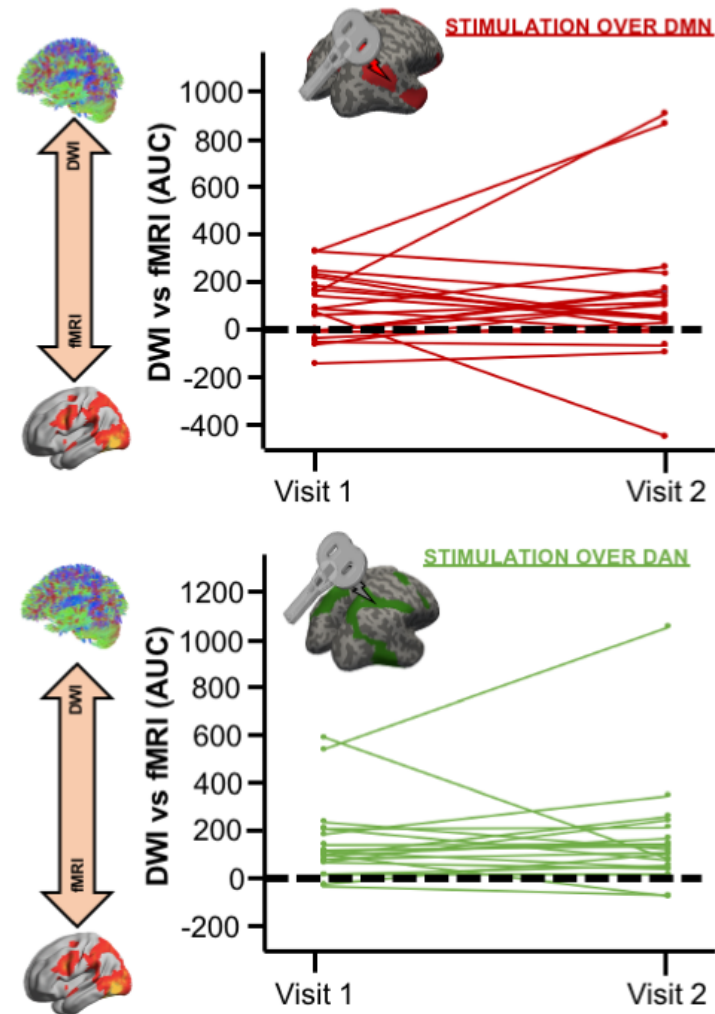 STIMULATION OVER DMN
DWI
fMRI
DWI vs fMRI (AUC)
1000
800
600
400
200
0
-200
-400
Visit 1 Visit 2
STIMULATION OVER DAN
DWI
fMRI
DWI vs fMRI (AUC)
1200
1000
800
600
400
200
0
-200
Visit 1 Visit 2